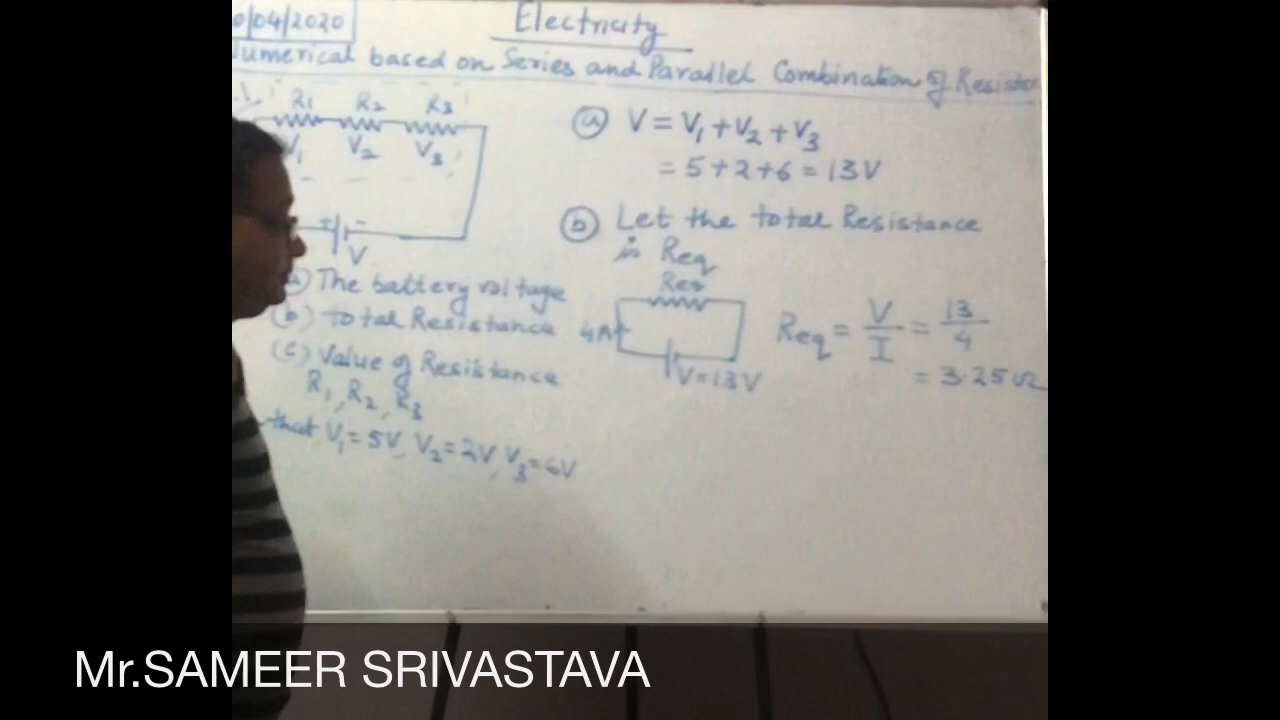 0/04/2020
Electricity
Numerical based on Series and Parallel Combination of Resistor
R₁ R₂ R₃
V₁ V₂ V₃
+ -
V
(a) The battery voltage
(b) total Resistance
(c) Value of Resistance
R₁, R₂, R₃
that V₁ = 5V, V₂ = 2V, V₃ = 6V
(a) V = V₁ + V₂ + V₃
= 5 + 2 + 6 = 13V
(b) Let the total Resistance
is Req
Req
4A
V = 13V
Req = V/I = 13/4
= 3.25 Ω
Mr.SAMEER SRIVASTAVA